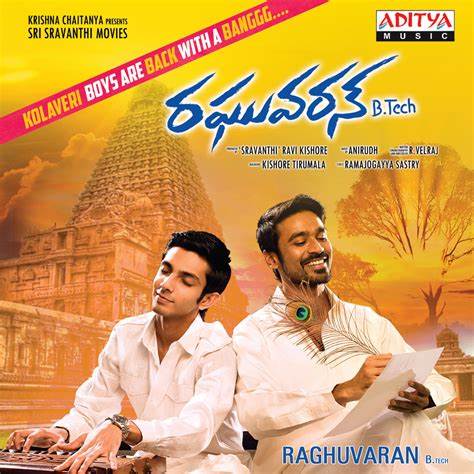 KRISHNA CHAITANYA PRESENTS
SRI SRAVANTHI MOVIES
ADITYA
MUSIC
KOLAVERI BOYS ARE BACK WITH A BANGGG....
రఘువరన్ B.Tech
'SRAVANTHI' RAVI KISHORE
ANIRUDH
R.VELRAJ
KISHORE TIRUMALA
RAMAJOGAYYA SASTRY
RAGHUVARAN B.TECH